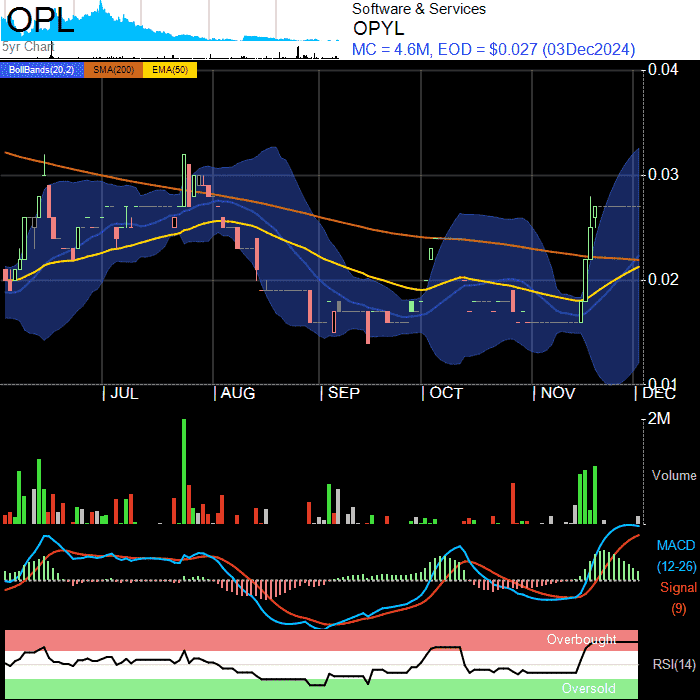 OPL
5yr Chart
Software & Services
OPYL
MC = 4.6M, EOD = $0.027 (03Dec2024)
BollBands(20,2) SMA(200) EMA(50)
0.04
0.03
0.02
0.01
| JUL | AUG | SEP | OCT | NOV | DEC
2M
Volume
MACD
(12-26)
Signal
(9)
Overbought
RSI(14)
Oversold